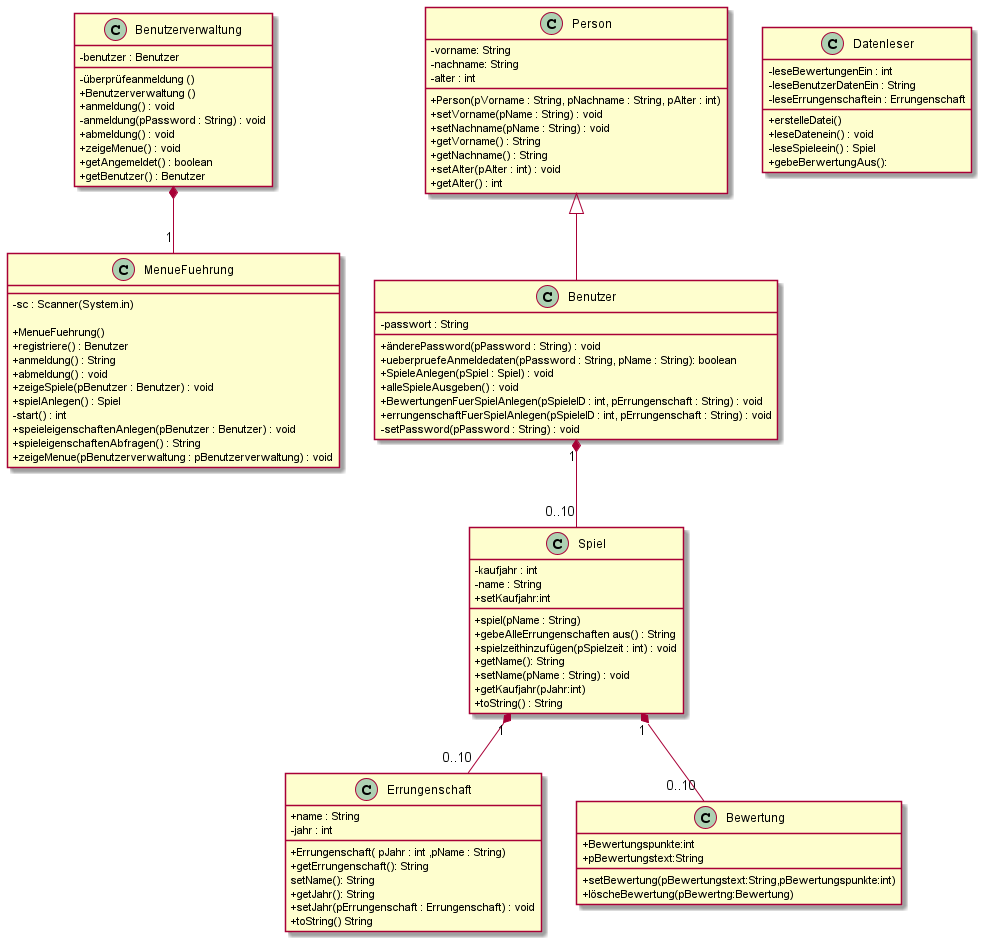 C Benutzerverwaltung
-benutzer : Benutzer
-überprüfeanmeldung ()
+Benutzerverwaltung ()
+anmeldung() : void
-anmeldung(pPassword : String) : void
+abmeldung() : void
+zeigeMenue() : void
+getAngemeldet() : boolean
+getBenutzer() : Benutzer
1
C MenueFuehrung
-sc : Scanner(System.in)
+MenueFuehrung()
+registriere() : Benutzer
+anmeldung() : String
+abmeldung() : void
+zeigeSpiele(pBenutzer : Benutzer) : void
+spielAnlegen() : Spiel
-start() : int
+speieleigenschaftenAnlegen(pBenutzer : Benutzer) : void
+spieleigenschaftenAbfragen() : String
+zeigeMenue(pBenutzerverwaltung : pBenutzerverwaltung) : void
C Person
-vorname: String
-nachname: String
-alter : int
+Person(pVorname : String, pNachname : String, pAlter : int)
+setVorname(pName : String) : void
+setNachname(pName : String) : void
+getVorname() : String
+getNachname() : String
+setAlter(pAlter : int) : void
+getAlter() : int
C Datenleser
-leseBewertungenEin : int
-leseBenutzerDatenEin : String
-leseErrungenschaftein : Errungenschaft
+erstelleDatei()
+leseDatenein() : void
-leseSpieleein() : Spiel
+gebeBerwertungAus():
C Benutzer
-passwort : String
+änderePassword(pPassword : String) : void
+ueberpruefeAnmeldedaten(pPassword : String, pName : String): boolean
+SpieleAnlegen(pSpiel : Spiel) : void
+alleSpieleAusgeben() : void
+BewertungenFuerSpielAnlegen(pSpieleID : int, pErrungenschaft : String) : void
+errungenschaftFuerSpielAnlegen(pSpieleID : int, pErrungenschaft : String) : void
-setPassword(pPassword : String) : void
1
0..10
C Spiel
-kaufjahr : int
-name : String
+setKaufjahr:int
+spiel(pName : String)
+gebeAlleErrungenschaften aus() : String
+spielzeithinzufügen(pSpielzeit : int) : void
+getName(): String
+setName(pName : String) : void
+getKaufjahr(pJahr:int)
+toString() : String
1
1
0..10
0..10
C Errungenschaft
+name : String
-jahr : int
+Errungenschaft( pJahr : int ,pName : String)
+getErrungenschaft(): String
setName(): String
+getJahr(): String
+setJahr(pErrungenschaft : Errungenschaft) : void
+toString() String
C Bewertung
+Bewertungspunkte:int
+pBewertungstext:String
+setBewertung(pBewertungstext:String,pBewertungspunkte:int)
+löscheBewertung(pBewertng:Bewertung)